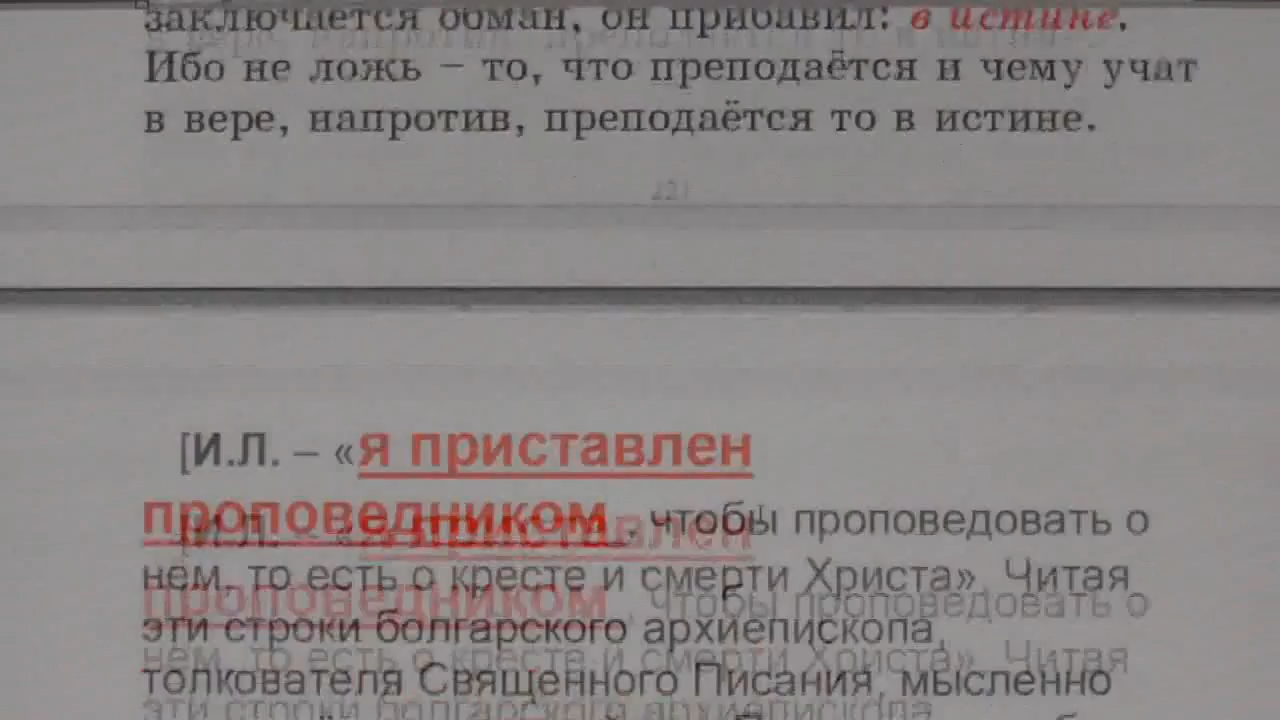 заключается обман, он прибавил: в истине.
Ибо не ложь – то, что преподаётся и чему учат
в вере, напротив, преподаётся то в истине.
221
[И.Л. – «я приставлен
проповедником, чтобы проповедовать о
нем, то есть о кресте и смерти Христа». Читая
эти строки болгарского архиепископа,
толкователя Священного Писания, мысленно